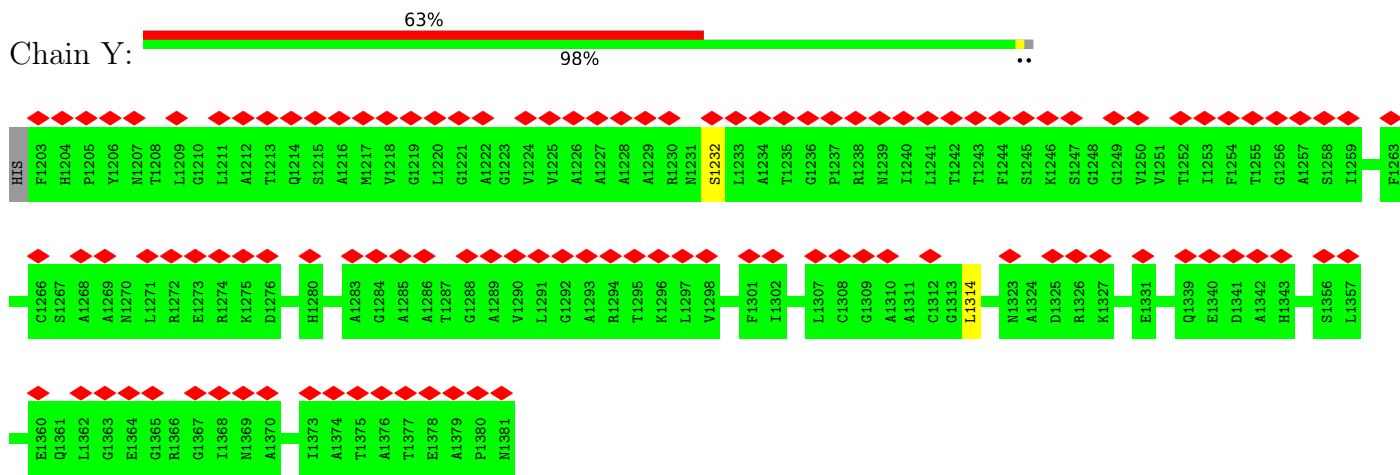 63%
Chain Y:
98%
••
HIS F1203 H1204 P1205 Y1206 N1207 T1208 L1209 G1210 L1211 A1212 T1213 Q1214 S1215 A1216 M1217 V1218 G1219 L1220 G1221 A1222 G1223 V1224 V1225 A1226 A1227 A1228 A1229 R1230 N1231 S1232 L1233 A1234 T1235 G1236 P1237 R1238 N1239 I1240 L1241 T1242 T1243 F1244 S1245 K1246 S1247 G1248 G1249 V1250 V1251 T1252 I1253 F1254 T1255 G1256 A1257 S1258 I1259 F1263
C1266 S1267 A1268 A1269 N1270 L1271 R1272 E1273 R1274 K1275 D1276 H1280 A1283 G1284 A1285 A1286 T1287 G1288 A1289 V1290 L1291 G1292 A1293 R1294 T1295 K1296 L1297 V1298 F1301 I1302 L1307 C1308 G1309 A1310 A1311 C1312 G1313 L1314 N1323 A1324 D1325 R1326 K1327 E1331 Q1339 E1340 D1341 A1342 H1343 S1356 L1357
E1360 Q1361 L1362 G1363 E1364 G1365 R1366 G1367 I1368 N1369 A1370 I1373 A1374 T1375 A1376 T1377 E1378 A1379 P1380 N1381